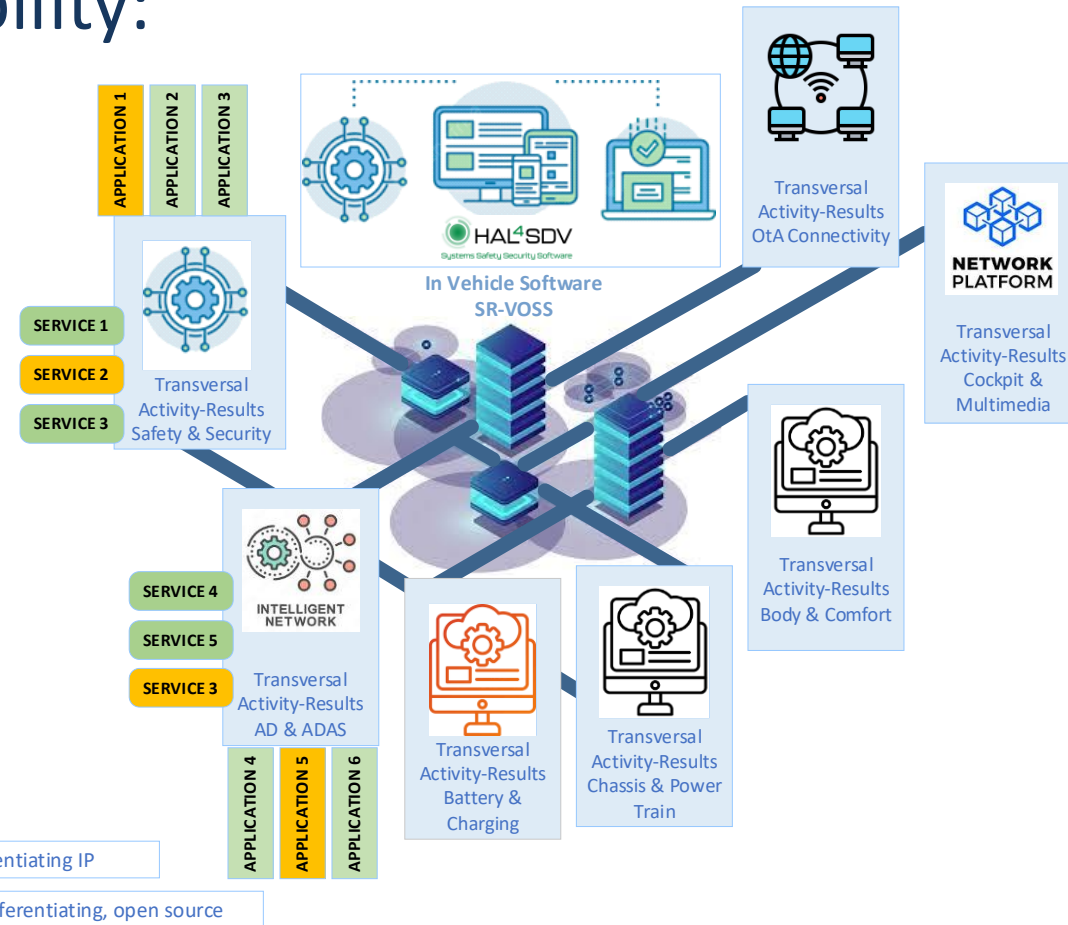 APPLICATION 1
APPLICATION 2
APPLICATION 3
HAL4SDV
Systems Safety Security Software
In Vehicle Software
SR-VOSS
Transversal
Activity-Results
OtA Connectivity
NETWORK
PLATFORM
Transversal
Activity-Results
Cockpit &
Multimedia
SERVICE 1
SERVICE 2
SERVICE 3
Transversal
Activity-Results
Safety & Security
Transversal
Activity-Results
Body & Comfort
SERVICE 4
SERVICE 5
SERVICE 3
INTELLIGENT
NETWORK
Transversal
Activity-Results
AD & ADAS
Transversal
Activity-Results
Battery &
Charging
Transversal
Activity-Results
Chassis & Power
Train
APPLICATION 4
APPLICATION 5
APPLICATION 6
entiating IP
ferentiating, open source